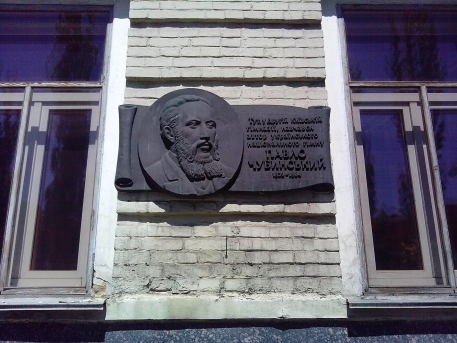 Тут у другій київській
гімназії, навчався
автор українського
національного гімну
ПАВЛО
ЧУБИНСЬКИЙ